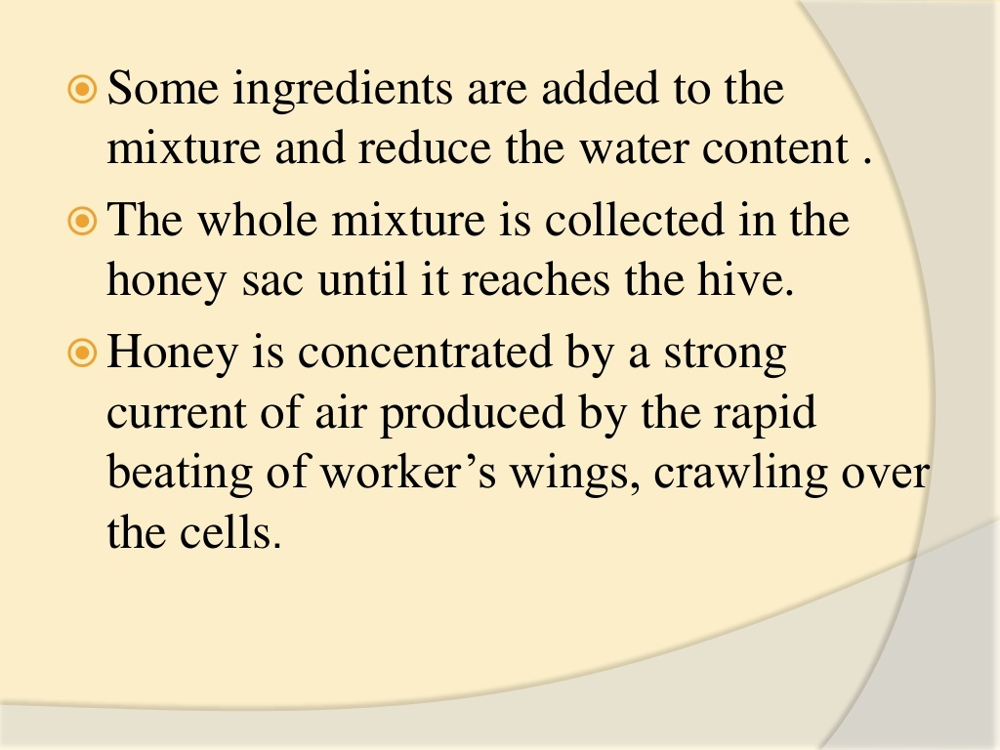 Some ingredients are added to the
mixture and reduce the water content .
The whole mixture is collected in the
honey sac until it reaches the hive.
Honey is concentrated by a strong
current of air produced by the rapid
beating of worker’s wings, crawling over
the cells.